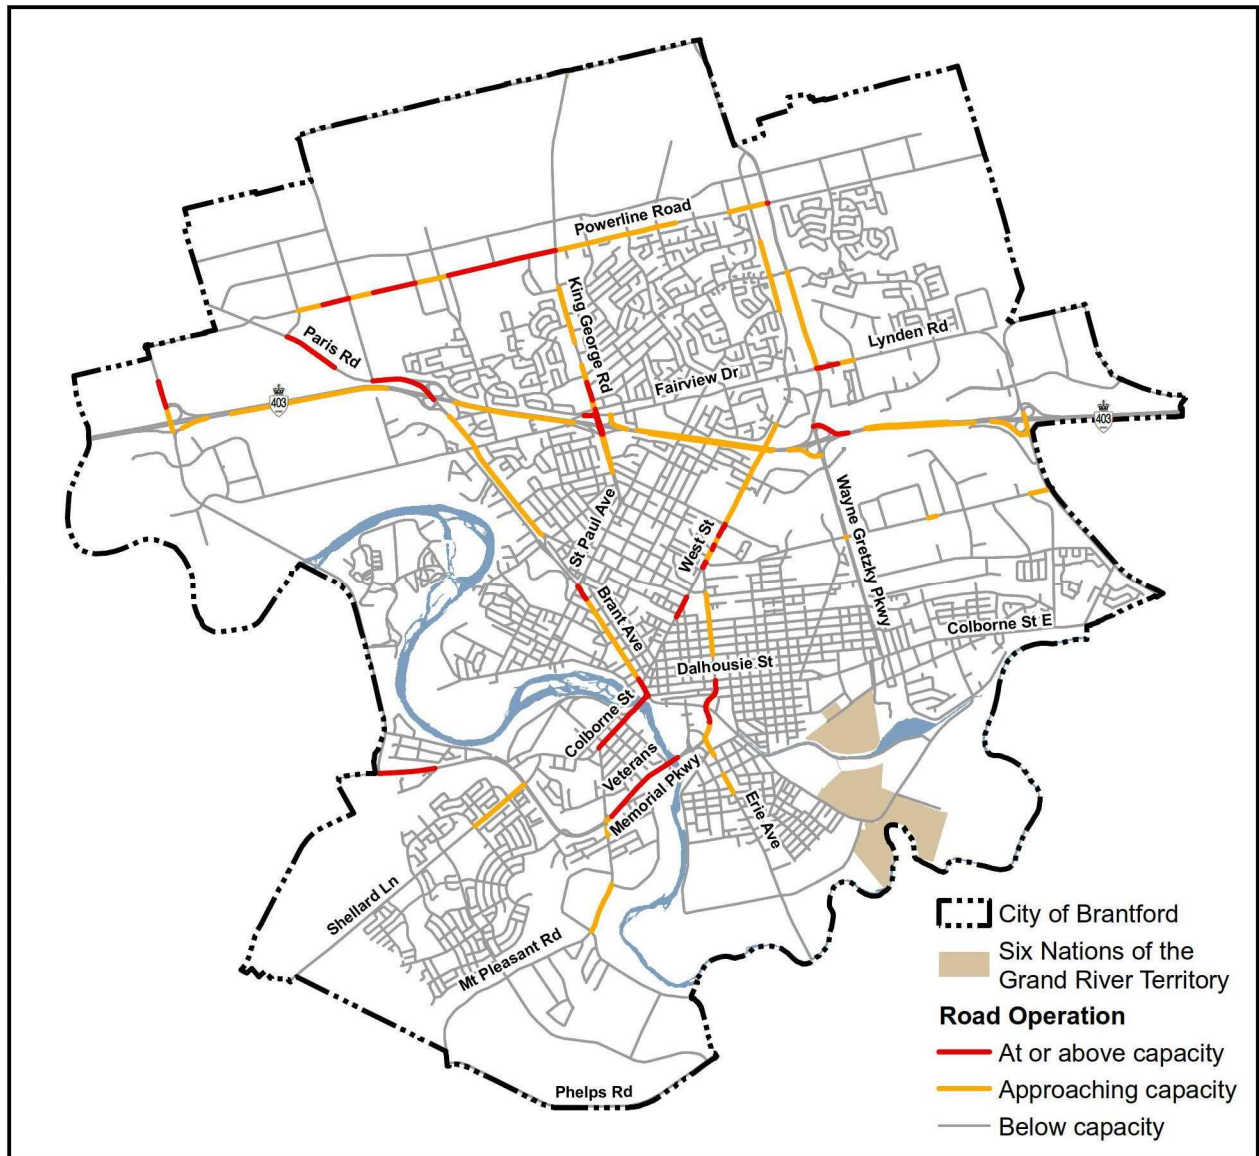 Powerline Road
King George Rd
Paris Rd
Lynden Rd
Fairview Dr
403
403
St Paul Ave
West St
Wayne Gretzky Pkwy
Brant Ave
Colborne St E
Dalhousie St
Colborne St
Veterans
Memorial Pkwy
Erie Ave
Shellard Ln
Mt Pleasant Rd
Phelps Rd
City of Brantford
Six Nations of the
Grand River Territory
Road Operation
At or above capacity
Approaching capacity
Below capacity